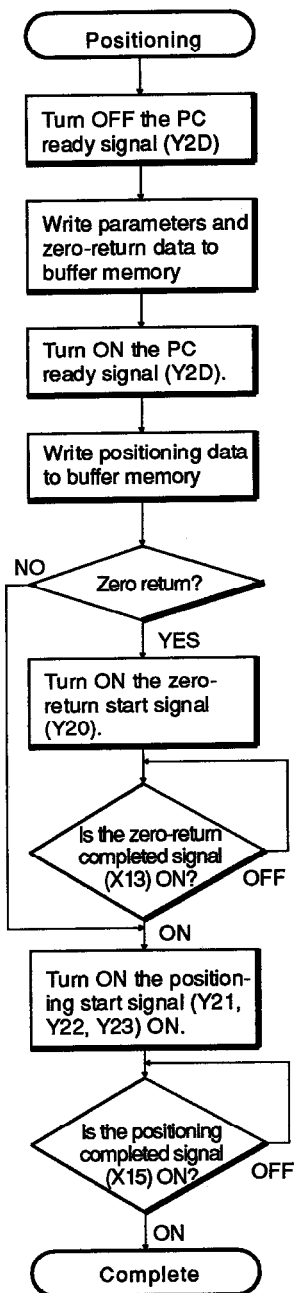 Positioning
Turn OFF the PC
ready signal (Y2D)
Write parameters and
zero-return data to
buffer memory
Turn ON the PC
ready signal (Y2D).
Write positioning data
to buffer memory
NO
Zero return?
YES
Turn ON the zero-
return start signal
(Y20).
Is the zero-return
completed signal
(X13) ON?
OFF
ON
Turn ON the position-
ing start signal (Y21,
Y22, Y23) ON.
Is the positioning
completed signal
(X15) ON?
OFF
ON
Complete